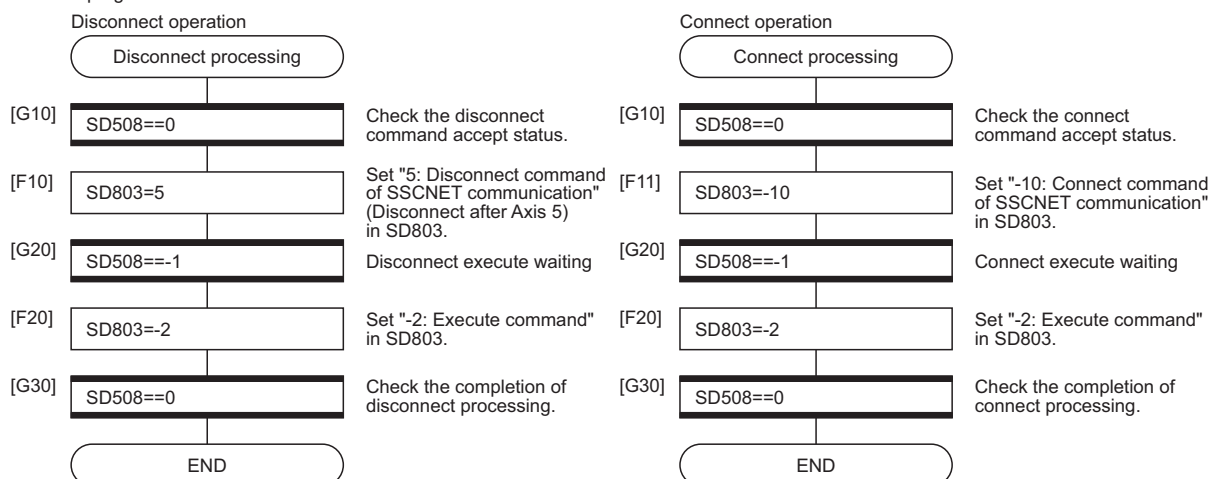 Disconnect operation
Disconnect processing
[G10]
SD508==0
Check the disconnect
command accept status.
[F10]
SD803=5
Set "5: Disconnect command
of SSCNET communication"
(Disconnect after Axis 5)
in SD803.
[G20]
SD508==-1
Disconnect execute waiting
[F20]
SD803=-2
Set "-2: Execute command"
in SD803.
[G30]
SD508==0
Check the completion of
disconnect processing.
END
Connect operation
Connect processing
[G10]
SD508==0
Check the connect
command accept status.
[F11]
SD803=-10
Set "-10: Connect command
of SSCNET communication"
in SD803.
[G20]
SD508==-1
Connect execute waiting
[F20]
SD803=-2
Set "-2: Execute command"
in SD803.
[G30]
SD508==0
Check the completion of
connect processing.
END